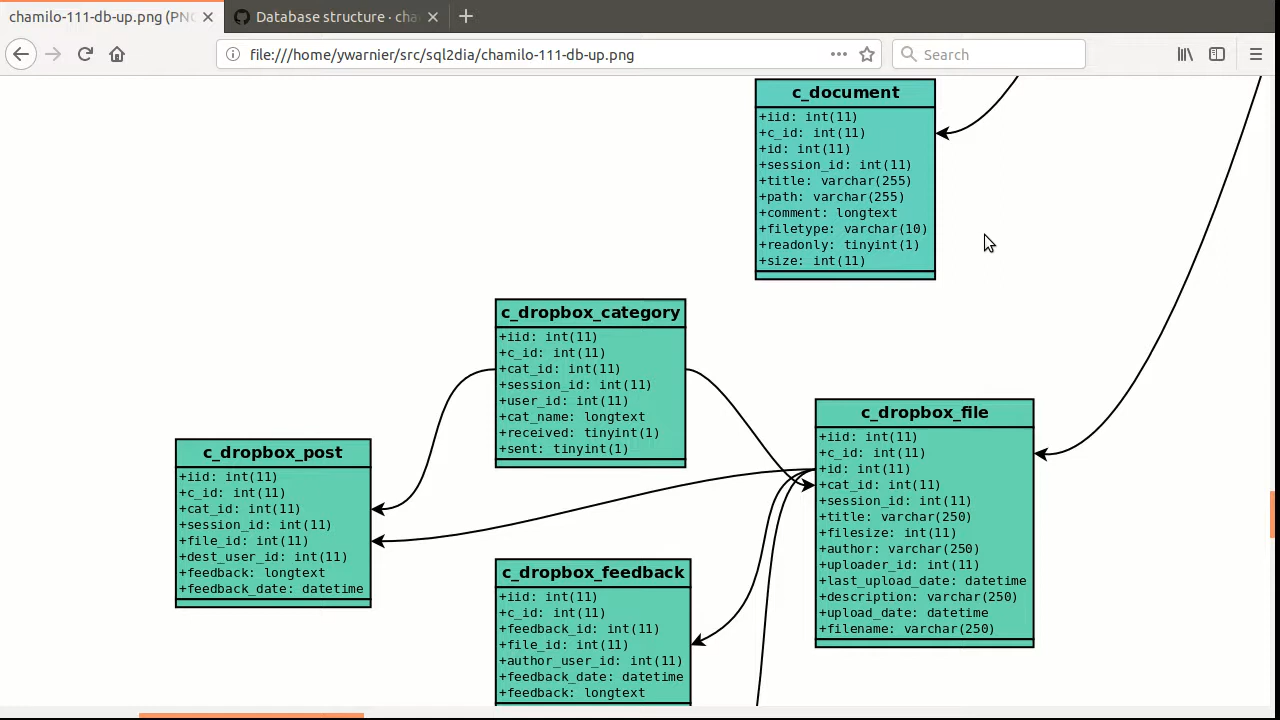 chamilo-111-db-up.png (PN
Database structure · cha
file:///home/ywarnier/src/sql2dia/chamilo-111-db-up.png
Search
c_document
+iid: int(11)
+c_id: int(11)
+id: int(11)
+session_id: int(11)
+title: varchar(255)
+path: varchar(255)
+comment: longtext
+filetype: varchar(10)
+readonly: tinyint(1)
+size: int(11)
c_dropbox_category
+iid: int(11)
+c_id: int(11)
+cat_id: int(11)
+session_id: int(11)
+user_id: int(11)
+cat_name: longtext
+received: tinyint(1)
+sent: tinyint(1)
c_dropbox_file
+iid: int(11)
+c_id: int(11)
+id: int(11)
+cat_id: int(11)
+session_id: int(11)
+title: varchar(250)
+filesize: int(11)
+author: varchar(250)
+uploader_id: int(11)
+last_upload_date: datetime
+description: varchar(250)
+upload_date: datetime
+filename: varchar(250)
c_dropbox_post
+iid: int(11)
+c_id: int(11)
+cat_id: int(11)
+session_id: int(11)
+file_id: int(11)
+dest_user_id: int(11)
+feedback: longtext
+feedback_date: datetime
c_dropbox_feedback
+iid: int(11)
+c_id: int(11)
+feedback_id: int(11)
+file_id: int(11)
+author_user_id: int(11)
+feedback_date: datetime
+feedback: longtext